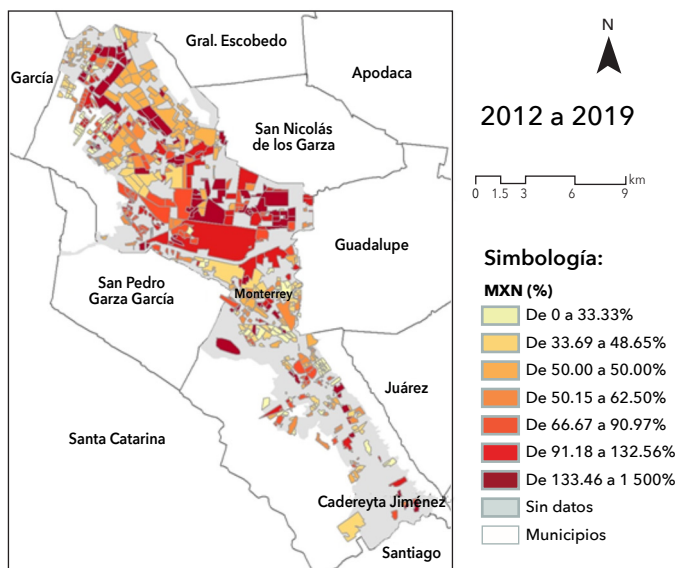 Gral. Escobedo
García
Apodaca
San Nicolás
de los Garza
Guadalupe
San Pedro
Garza García
Monterrey
Juárez
Santa Catarina
Cadereyta Jiménez
Santiago
N
2012 a 2019
km
0 1.5 3 6 9
Simbología:
MXN (%)
De 0 a 33.33%
De 33.69 a 48.65%
De 50.00 a 50.00%
De 50.15 a 62.50%
De 66.67 a 90.97%
De 91.18 a 132.56%
De 133.46 a 1 500%
Sin datos
Municipios